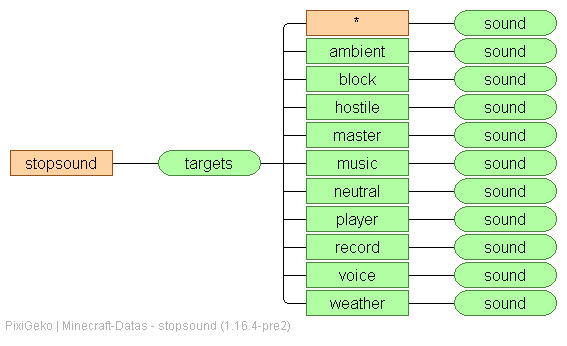 * sound
ambient sound
block sound
hostile sound
master sound
stopsound targets music sound
neutral sound
player sound
record sound
voice sound
weather sound
PixiGeko | Minecraft-Datas - stopsound (1.16.4-pre2)